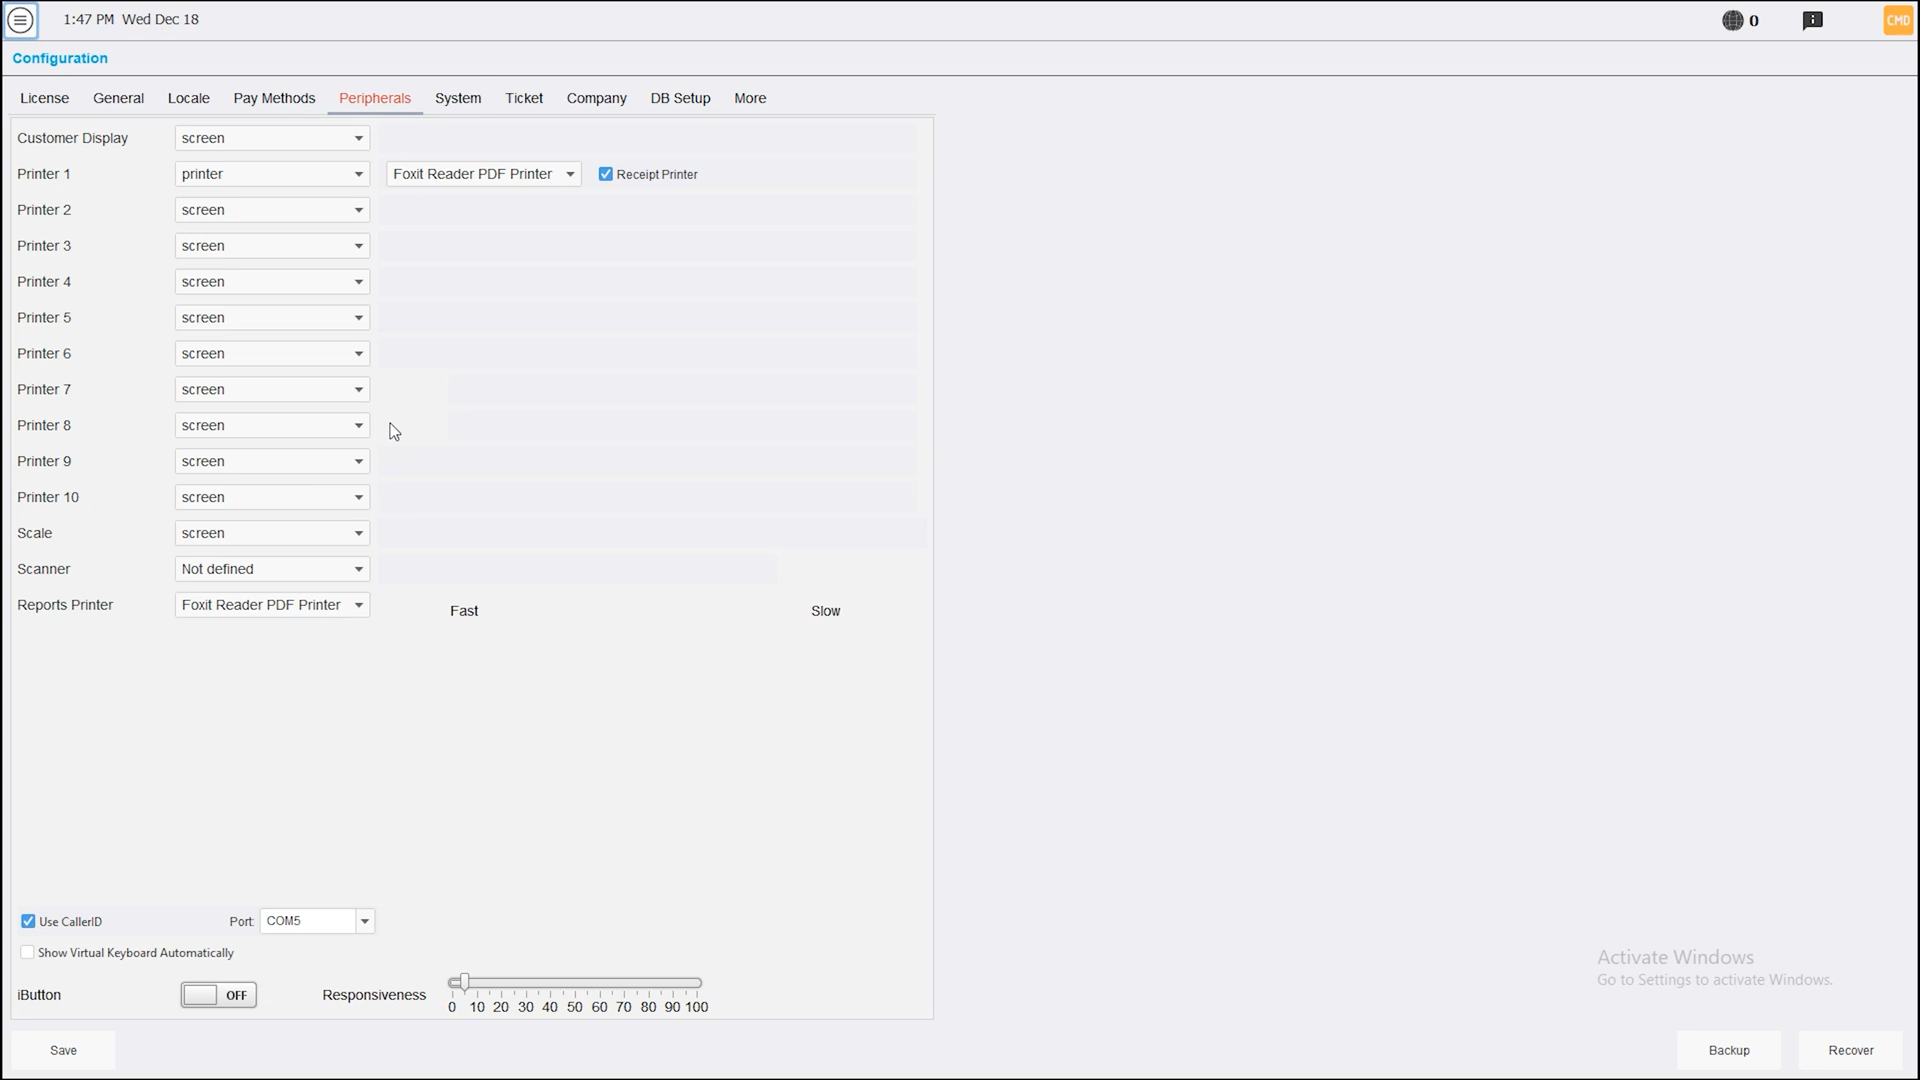 1:47 PM Wed Dec 18
0
CMD
Configuration
License General Locale Pay Methods Peripherals System Ticket Company DB Setup More
Customer Display screen
Printer 1 printer Foxit Reader PDF Printer Receipt Printer
Printer 2 screen
Printer 3 screen
Printer 4 screen
Printer 5 screen
Printer 6 screen
Printer 7 screen
Printer 8 screen
Printer 9 screen
Printer 10 screen
Scale screen
Scanner Not defined
Reports Printer Foxit Reader PDF Printer Fast Slow
Use CallerID Port: COM5
Show Virtual Keyboard Automatically
iButton OFF Responsiveness
0 10 20 30 40 50 60 70 80 90 100
Activate Windows
Go to Settings to activate Windows.
Save Backup Recover